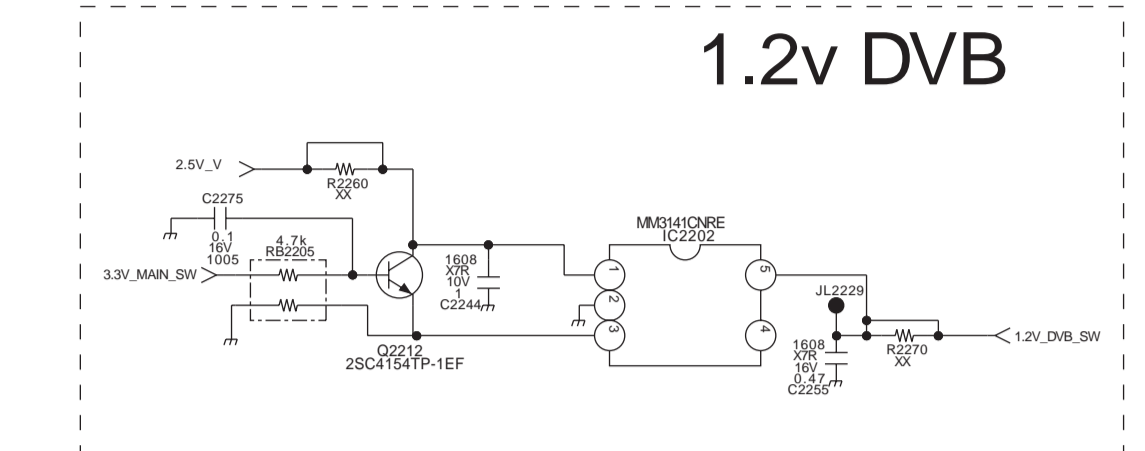 1.2v DVB
2.5V_V
R2260
XX
C2275
0.1
16V
1005
4.7k
RB2205
3.3V_MAIN_SW
Q2212
2SC4154TP-1EF
1608
X7R
10V
1
C2244
MM3141CNRE
IC2202
1
2
3
5
4
JL2229
1608
X7R
16V
0.47
C2255
R2270
XX
1.2V_DVB_SW